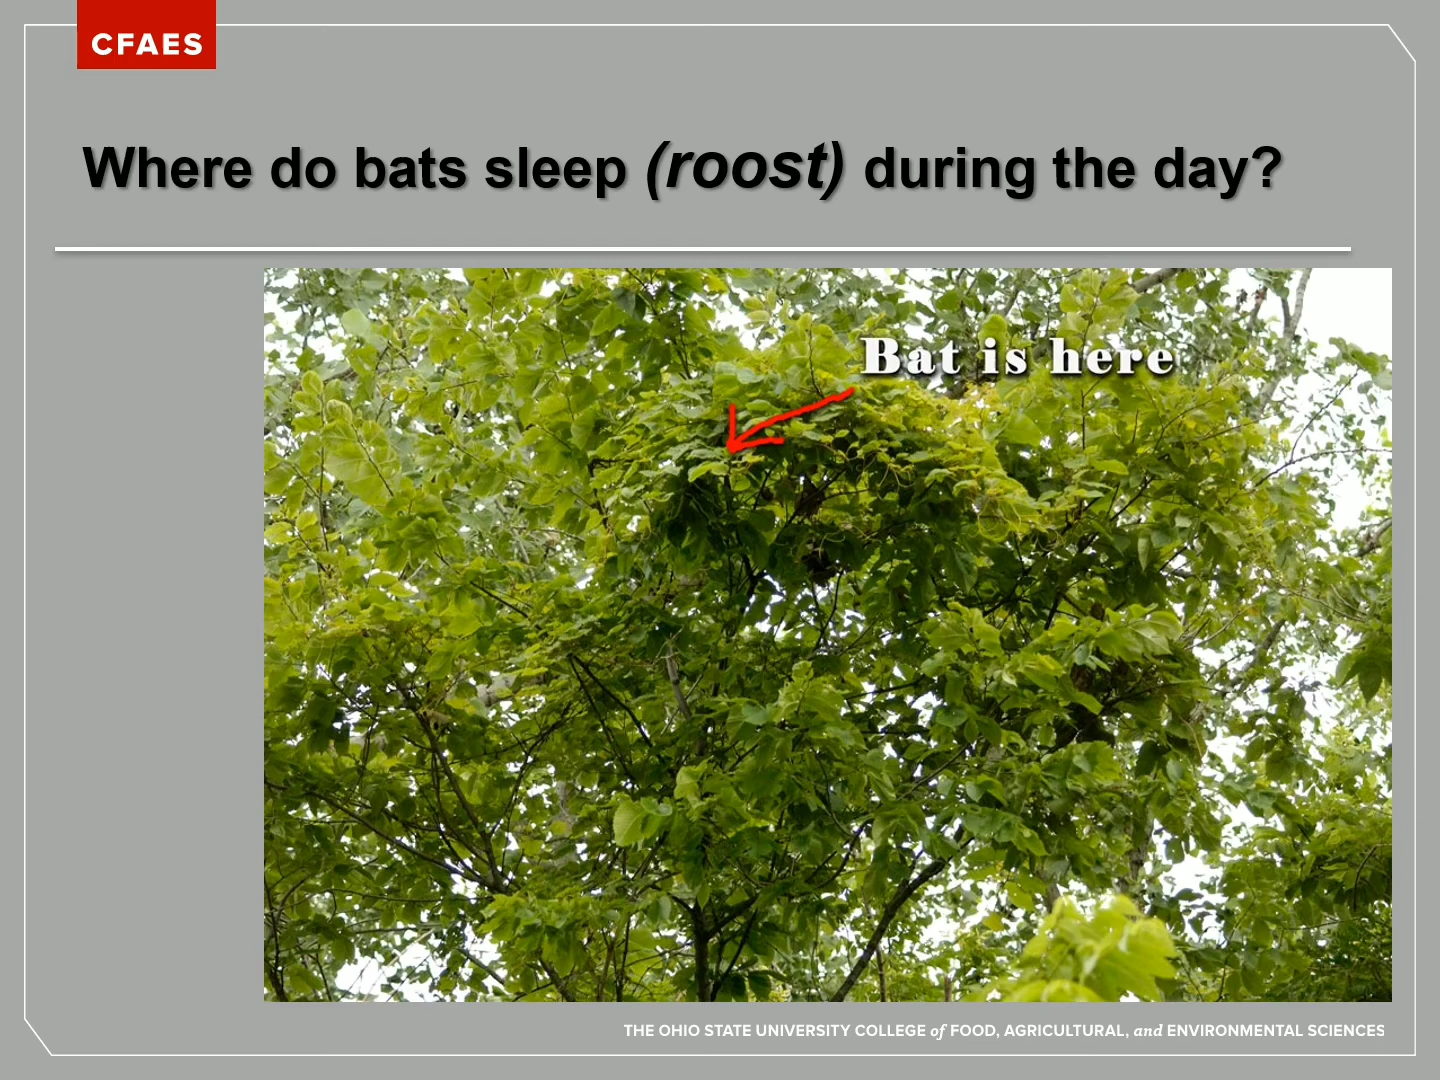 CFAES
Where do bats sleep (roost) during the day?
Bat is here
THE OHIO STATE UNIVERSITY COLLEGE of FOOD, AGRICULTURAL, and ENVIRONMENTAL SCIENCES